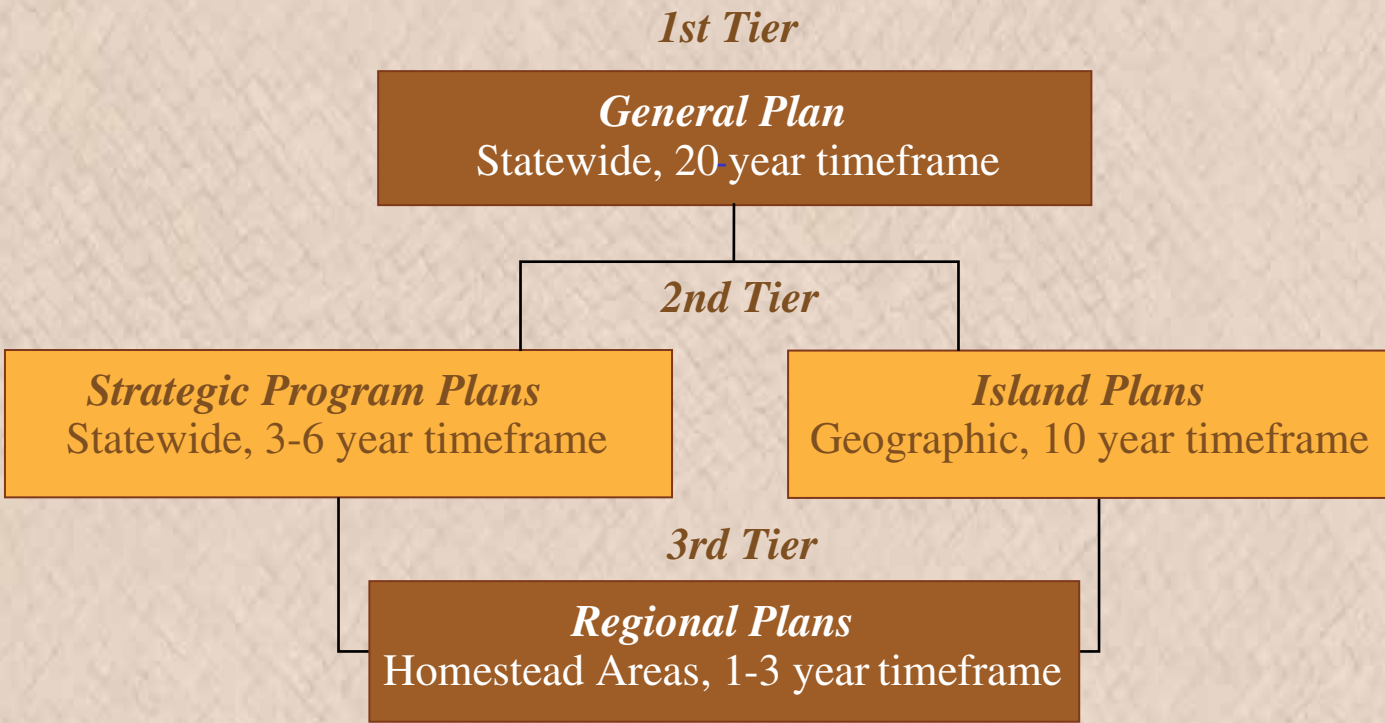 1st Tier
General Plan
Statewide, 20-year timeframe
2nd Tier
Strategic Program Plans
Statewide, 3-6 year timeframe
Island Plans
Geographic, 10 year timeframe
3rd Tier
Regional Plans
Homestead Areas, 1-3 year timeframe